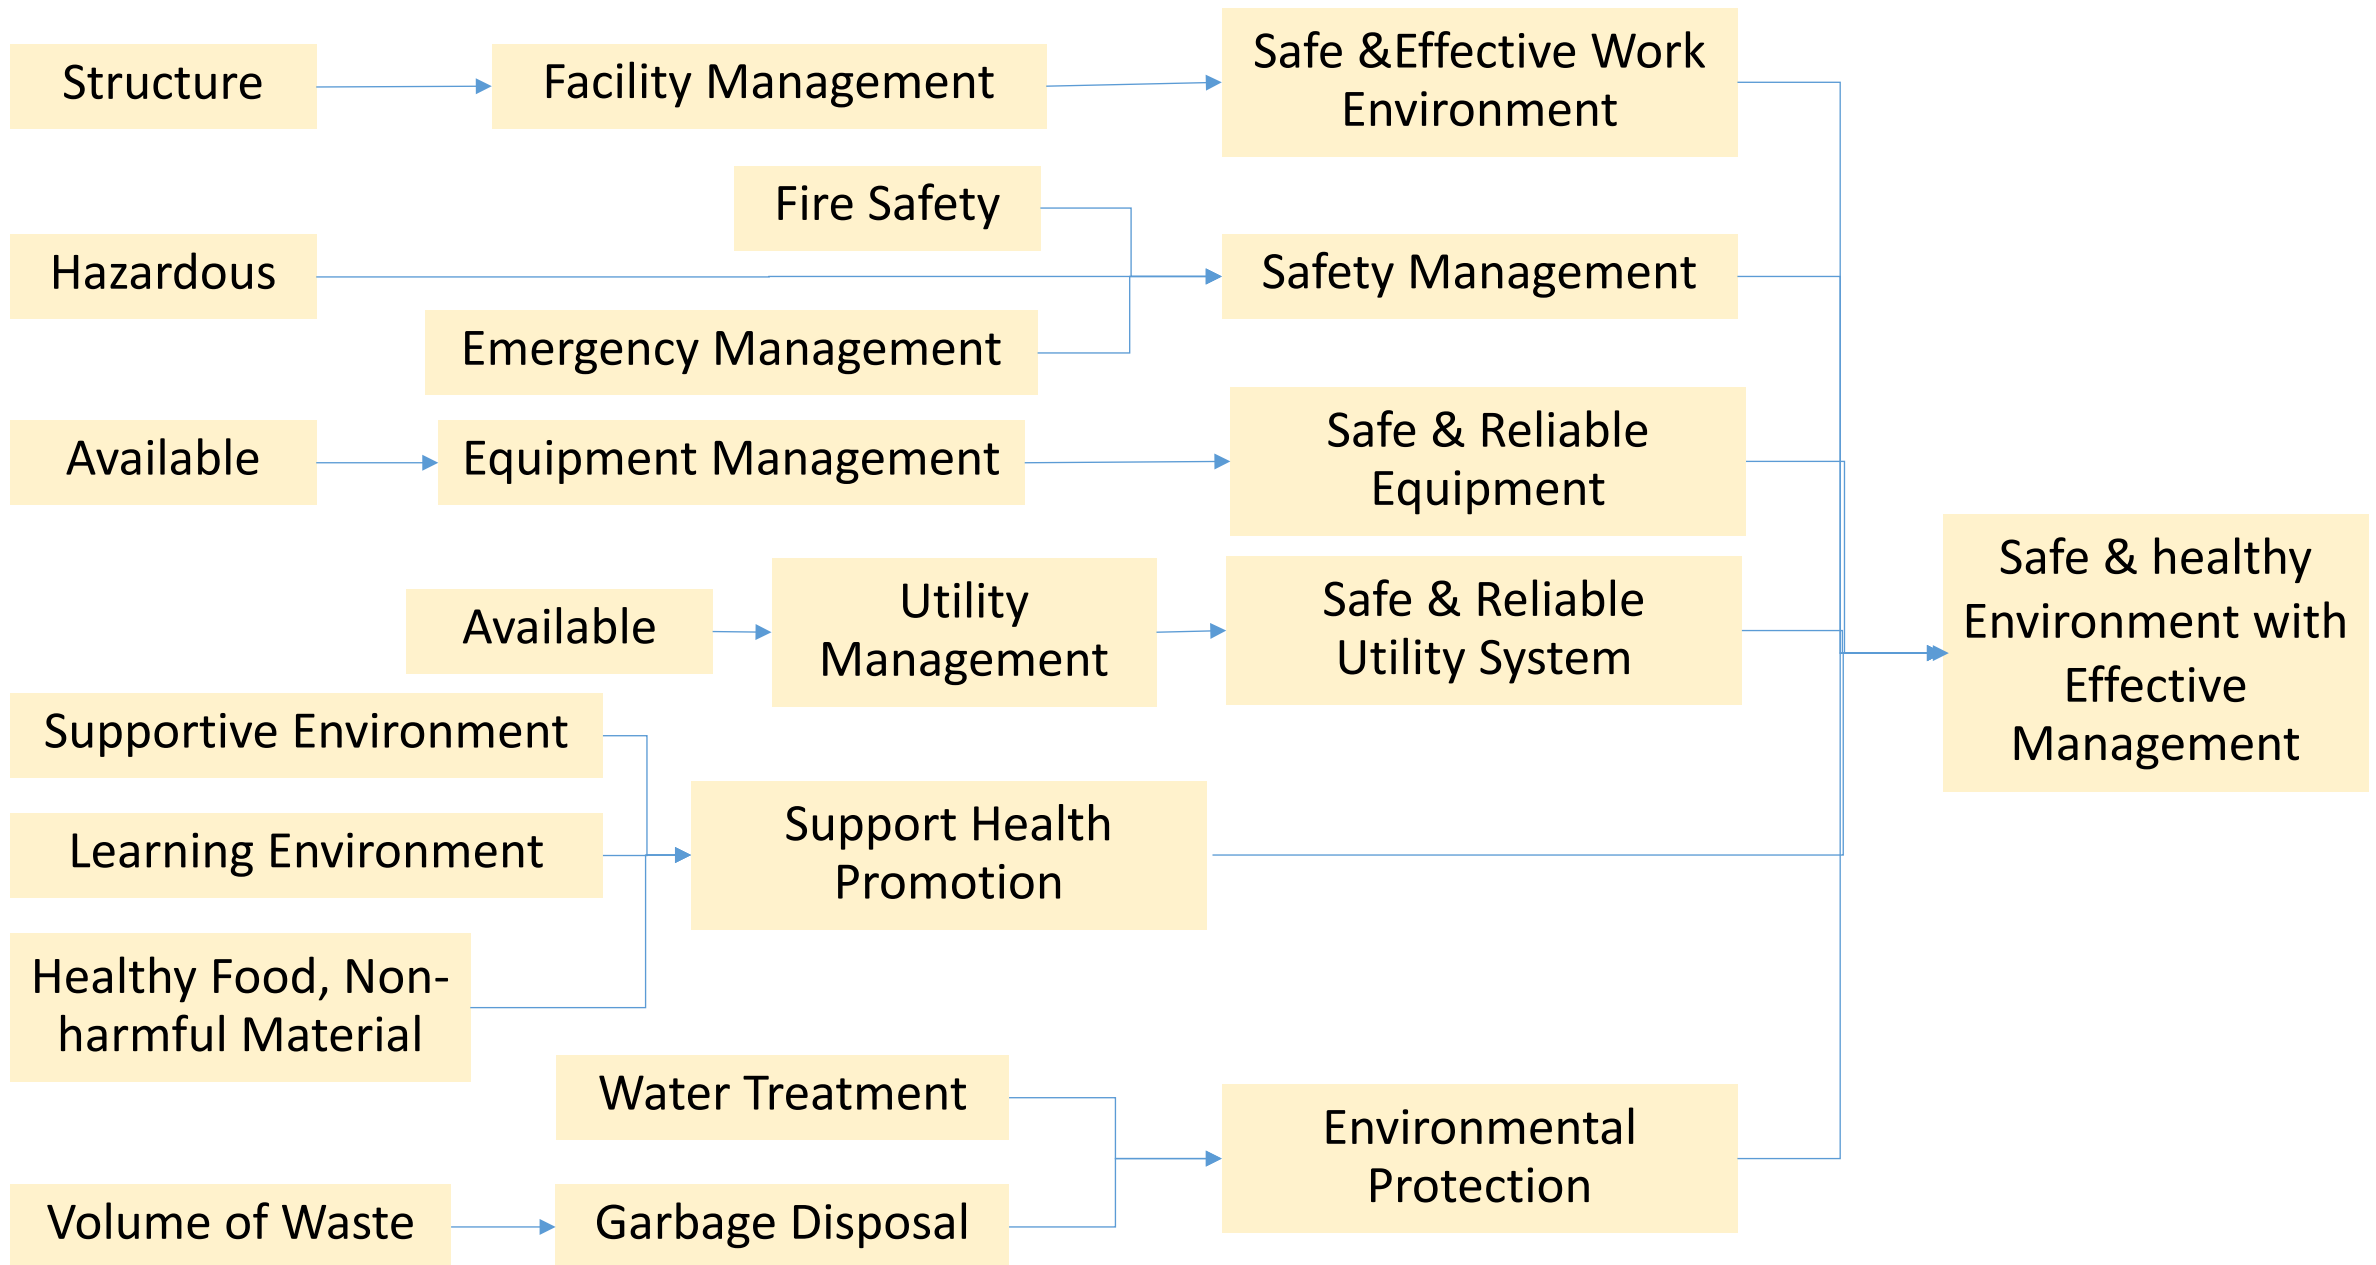 Structure
Facility Management
Safe &Effective Work
Environment
Fire Safety
Hazardous
Safety Management
Emergency Management
Available
Equipment Management
Safe & Reliable
Equipment
Available
Utility
Management
Safe & Reliable
Utility System
Safe & healthy
Environment with
Effective
Management
Supportive Environment
Learning Environment
Support Health
Promotion
Healthy Food, Non-
harmful Material
Water Treatment
Environmental
Protection
Volume of Waste
Garbage Disposal